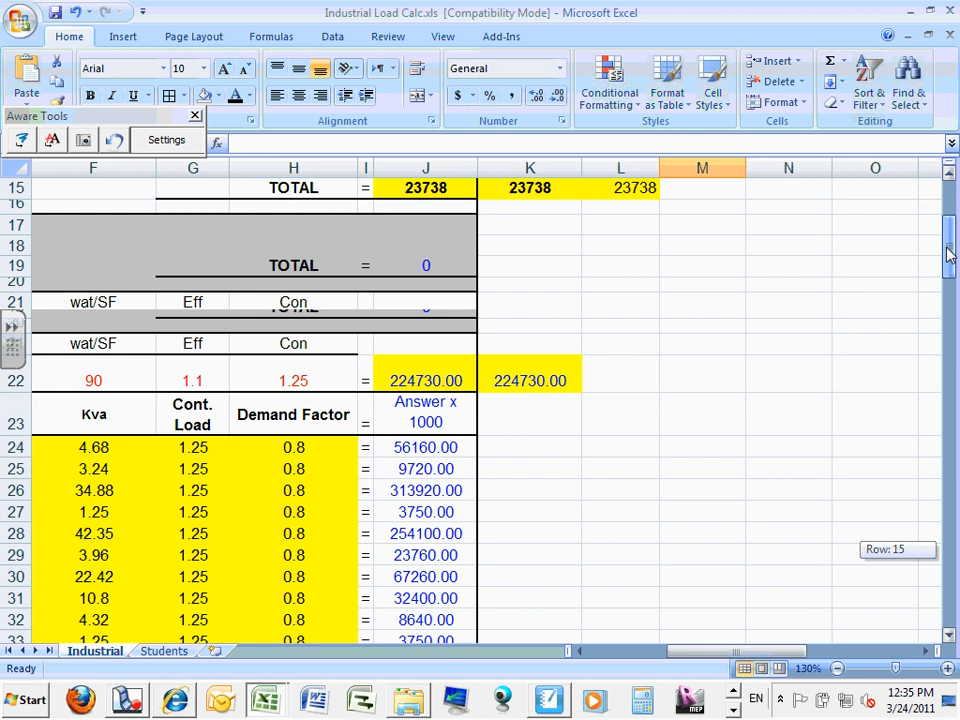 Industrial Load Calc.xls [Compatibility Mode] - Microsoft Excel
Home Insert Page Layout Formulas Data Review View Add-Ins
Paste Arial 10 A A General Insert Σ
B I U A $ % , Conditional Formatting Format as Table Cell Styles Delete Format Sort & Filter Find & Select
Alignment Number Styles Cells Editing
Aware Tools
Settings
fx
F G H I J K L M N O
15 TOTAL = 23738 23738 23738
16
17
18
19 TOTAL = 0
20
21 wat/SF Eff Con
wat/SF Eff Con
22 90 1.1 1.25 = 224730.00 224730.00
23 Kva Cont. Load Demand Factor = Answer x 1000
24 4.68 1.25 0.8 = 56160.00
25 3.24 1.25 0.8 = 9720.00
26 34.88 1.25 0.8 = 313920.00
27 1.25 1.25 0.8 = 3750.00
28 42.35 1.25 0.8 = 254100.00
29 3.96 1.25 0.8 = 23760.00
Row: 15
30 22.42 1.25 0.8 = 67260.00
31 10.8 1.25 0.8 = 32400.00
32 4.32 1.25 0.8 = 8640.00
33 1.25 1.25 0.8 = 3750.00
Industrial Students
Ready 130%
Start EN 12:35 PM
3/24/2011